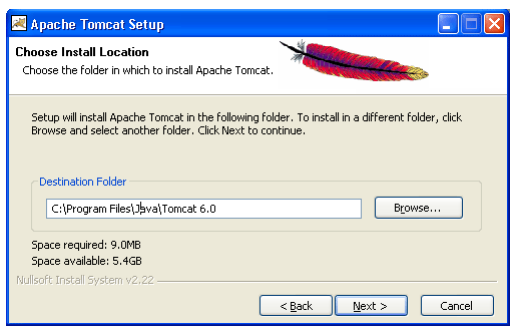 Apache Tomcat Setup
Choose Install Location
Choose the folder in which to install Apache Tomcat.
Setup will install Apache Tomcat in the following folder. To install in a different folder, click
Browse and select another folder. Click Next to continue.
Destination Folder
C:\Program Files\Java\Tomcat 6.0
Browse...
Space required: 9.0MB
Space available: 5.4GB
Nullsoft Install System v2.22
< Back
Next >
Cancel